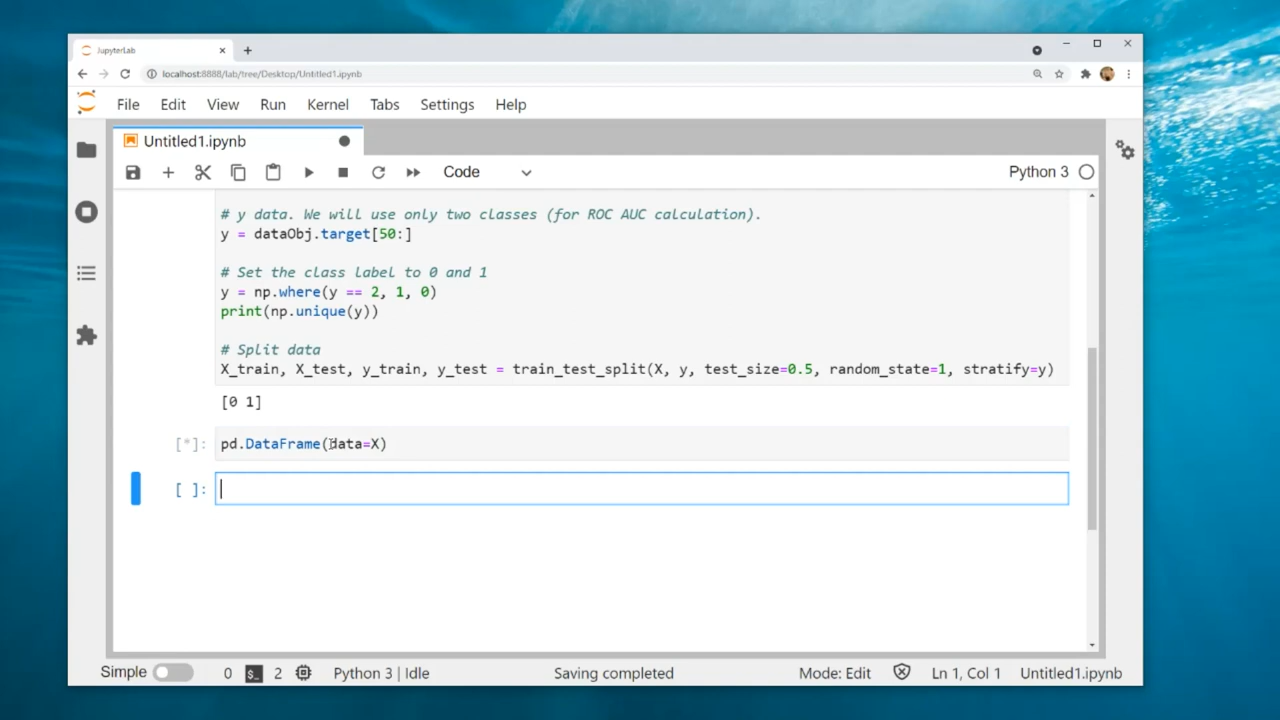 JupyterLab
localhost:8888/lab/tree/Desktop/Untitled1.ipynb
File Edit View Run Kernel Tabs Settings Help
Untitled1.ipynb
Code Python 3
# y data. We will use only two classes (for ROC AUC calculation).
y = dataObj.target[50:]
# Set the class label to 0 and 1
y = np.where(y == 2, 1, 0)
print(np.unique(y))
# Split data
X_train, X_test, y_train, y_test = train_test_split(X, y, test_size=0.5, random_state=1, stratify=y)
[0 1]
[*]: pd.DataFrame(data=X)
[ ]:
Simple 0 $_ 2 Python 3 | Idle Saving completed Mode: Edit Ln 1, Col 1 Untitled1.ipynb